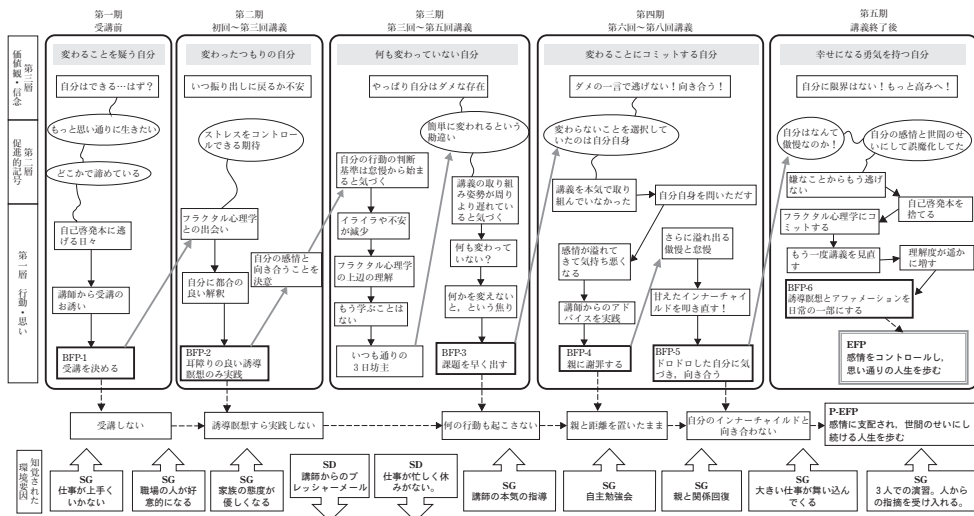 第一期
受講前
第二期
初回～第三回講義
第三期
第三回～第五回講義
第四期
第六回～第八回講義
第五期
講義終了後
価値観・信念
第三層
変わることを疑う自分
変わったつもりの自分
何も変わっていない自分
変わることにコミットする自分
幸せになる勇気を持つ自分
自分はできる…はず？
いつ振り出しに戻るか不安
やっぱり自分はダメな存在
ダメの一言で逃げない！向き合う！
自分に限界はない！もっと高みへ！
促進的記号
第二層
もっと思い通りに生きたい
どこかで諦めている
ストレスをコントロー
ルできる期待
簡単に変われるという
勘違い
変わらないことを選択して
いたのは自分自身
自分はなんて
傲慢なのか！
自分の感情と世間のせ
いにして誤魔化してた
第一層　行動・思い
自己啓発本に逃
げる日々
講師から受講の
お誘い
BFP-1
受講を決める
フラクタル心理学
との出会い
自分に都合の
良い解釈
BFP-2
耳障りの良い誘導
瞑想のみ実践
自分の感情と
向き合うことを
決意
自分の行動の判断
基準は怠慢から始ま
ると気づく
イライラや不安
が減少
フラクタル心理学
の上辺の理解
もう学ぶことは
ない
いつも通りの
３日坊主
講義の取り組
み姿勢が周り
より遅れている
と気づく
何も変わって
いない？
何かを変えない
と，という焦り
BFP-3
課題を早く出す
講義を本気で取り
組んでいなかった
自分自身を問いただす
感情が溢れて
きて気持ち悪く
なる
講師からのアド
バイスを実践
BFP-4
親に謝罪する
さらに溢れ出る
傲慢と怠慢
甘えたインナーチャイル
ドを叩き直す！
BFP-5
ドロドロした自分に気
づき，向き合う
嫌なことからもう逃げ
ない
自己啓発本を
捨てる
フラクタル心理学にコ
ミットする
もう一度講義を見直
す
理解度が遥か
に増す
BFP-6
誘導瞑想とアファメーションを
日常の一部にする
EFP
感情をコントロールし，
思い通りの人生を歩む
受講しない
誘導瞑想すら実践しない
何の行動も起こさない
親と距離を置いたまま
自分のインナーチャイルドと
向き合わない
P-EFP
感情に支配され，世間のせいにし
続ける人生を歩む
知覚された
環境要因
SG
仕事が上手く
いかない
SG
職場の人が好
意的になる
SG
家族の態度が
優しくなる
SD
講師からのプ
レッシャーメール
SD
仕事が忙しく休
みがない。
SG
講師の本気の指導
SG
自主勉強会
SG
親と関係回復
SG
大きい仕事が舞い込ん
でくる
SG
３人での演習。人か
らの指摘を受け入れる。